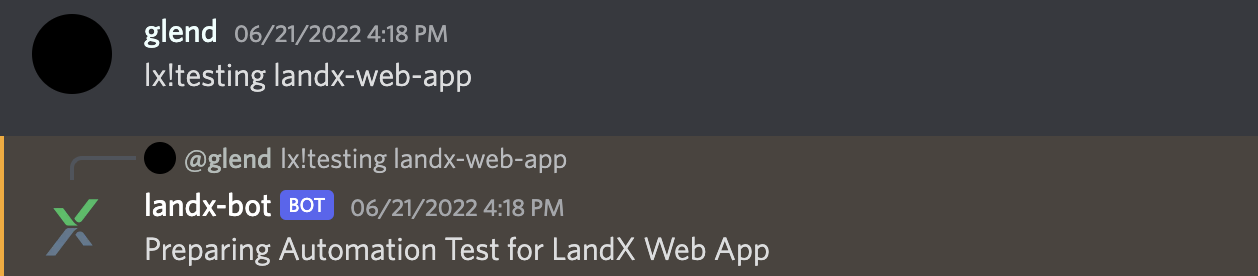 glend 06/21/2022 4:18 PM
lx!testing landx-web-app
@glend lx!testing landx-web-app
landx-bot BOT 06/21/2022 4:18 PM
Preparing Automation Test for LandX Web App